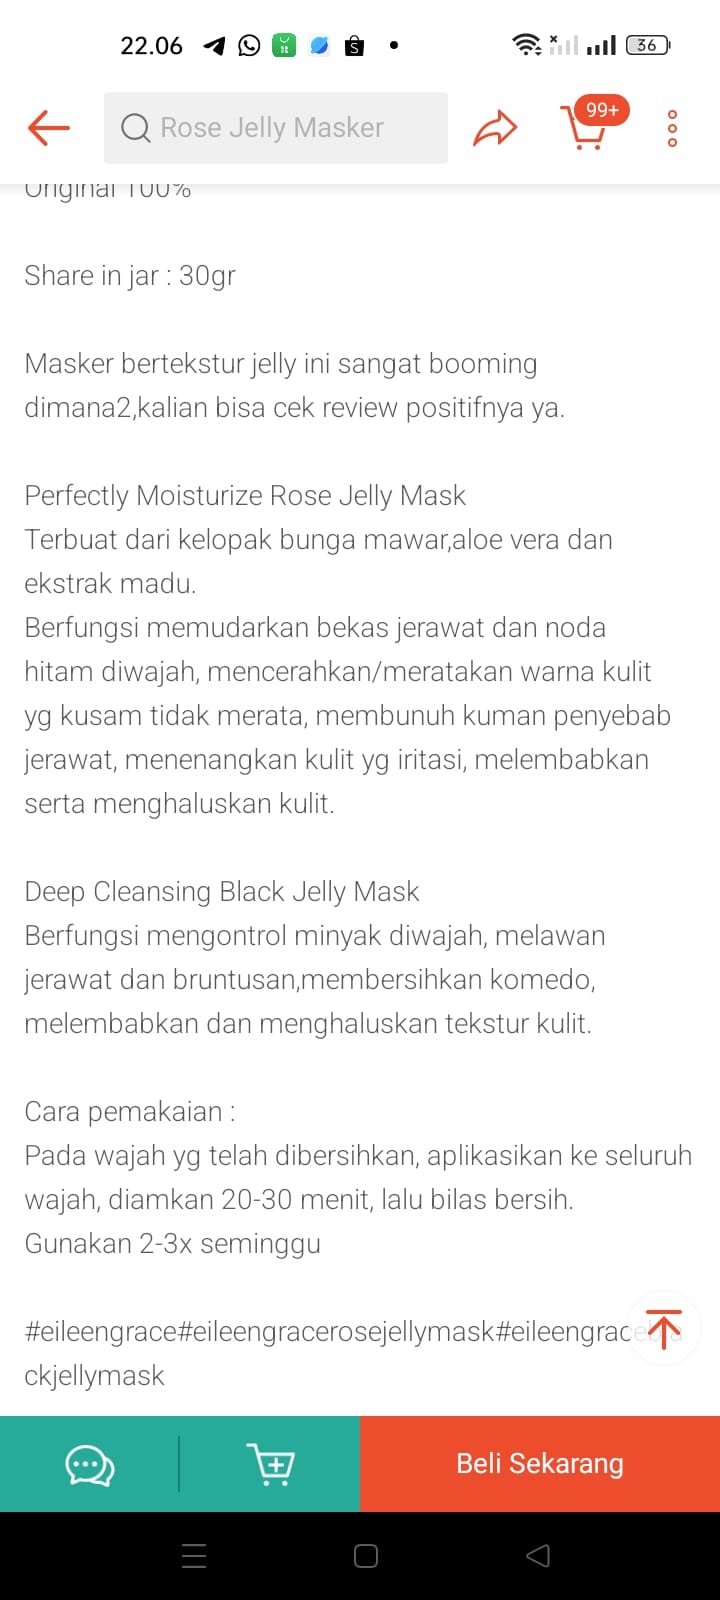 22.06
36
Rose Jelly Masker
99+
Original 100%
Share in jar : 30gr
Masker bertekstur jelly ini sangat booming
dimana2,kalian bisa cek review positifnya ya.
Perfectly Moisturize Rose Jelly Mask
Terbuat dari kelopak bunga mawar,aloe vera dan
ekstrak madu.
Berfungsi memudarkan bekas jerawat dan noda
hitam diwajah, mencerahkan/meratakan warna kulit
yg kusam tidak merata, membunuh kuman penyebab
jerawat, menenangkan kulit yg iritasi, melembabkan
serta menghaluskan kulit.
Deep Cleansing Black Jelly Mask
Berfungsi mengontrol minyak diwajah, melawan
jerawat dan bruntusan,membersihkan komedo,
melembabkan dan menghaluskan tekstur kulit.
Cara pemakaian :
Pada wajah yg telah dibersihkan, aplikasikan ke seluruh
wajah, diamkan 20-30 menit, lalu bilas bersih.
Gunakan 2-3x seminggu
#eileengrace#eileengracerosejellymask#eileengracebla
ckjellymask
Beli Sekarang